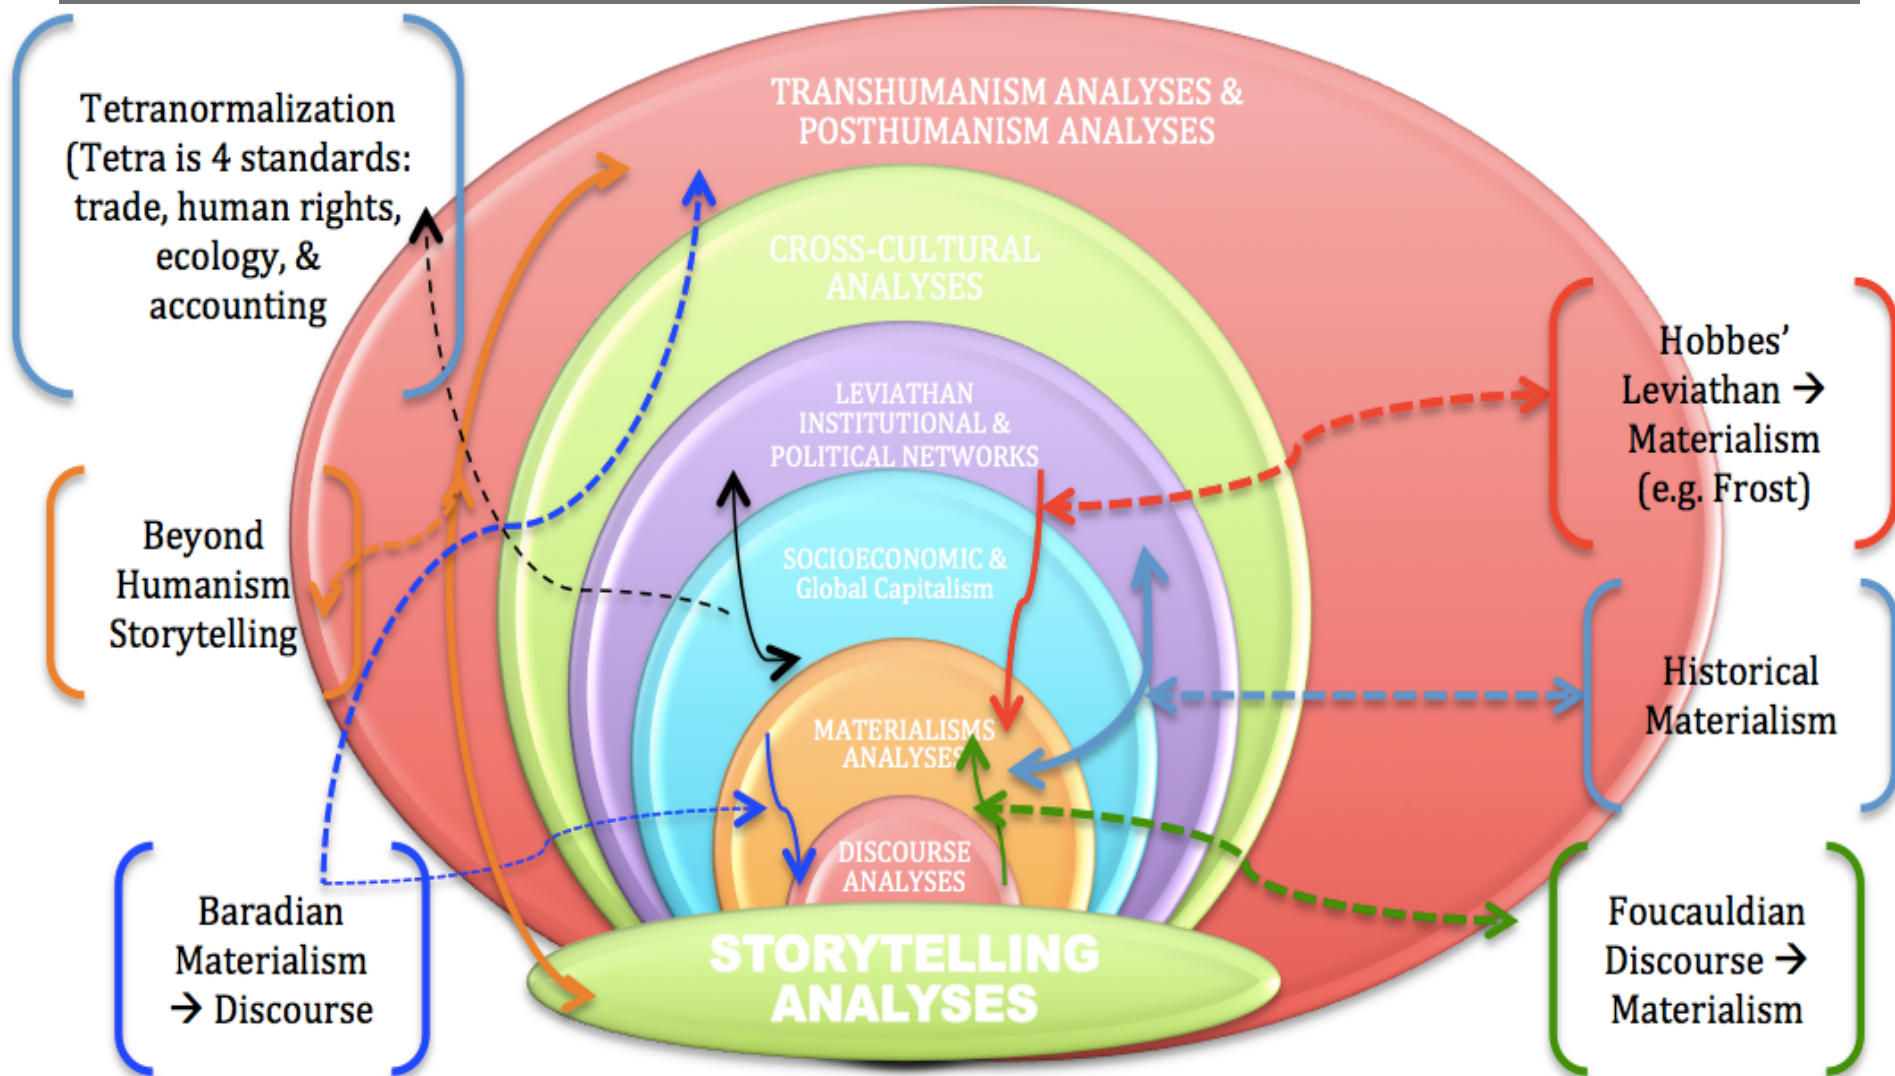 Tetranormalization
(Tetra is 4 standards:
trade, human rights,
ecology, &
accounting
Beyond
Humanism
Storytelling
Baradian
Materialism
→ Discourse
TRANSHUMANISM ANALYSES &
POSTHUMANISM ANALYSES
CROSS-CULTURAL
ANALYSES
LEVIATHAN
INSTITUTIONAL &
POLITICAL NETWORKS
SOCIOECONOMIC &
Global Capitalism
MATERIALISMS
ANALYSES
DISCOURSE
ANALYSES
STORYTELLING
ANALYSES
Hobbes’
Leviathan →
Materialism
(e.g. Frost)
Historical
Materialism
Foucauldian
Discourse →
Materialism